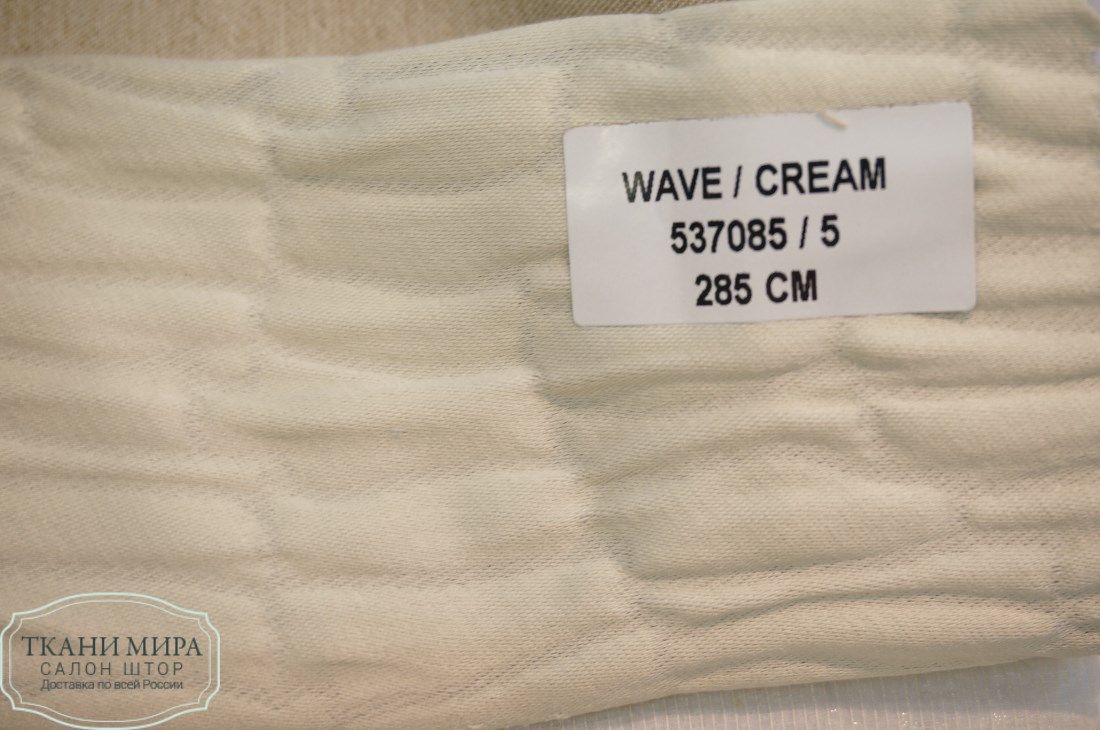 WAVE / CREAM
537085 / 5
285 CM
ТКАНИ МИРА
САЛОН ШТОР
Доставка по всей России